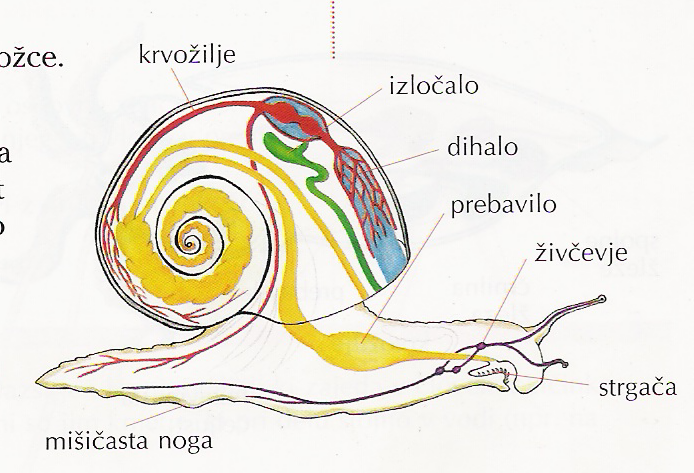 ožce.
krvožilje
izločalo
a
dihalo
t
prebavilo
o
živčevje
strgača
mišičasta noga